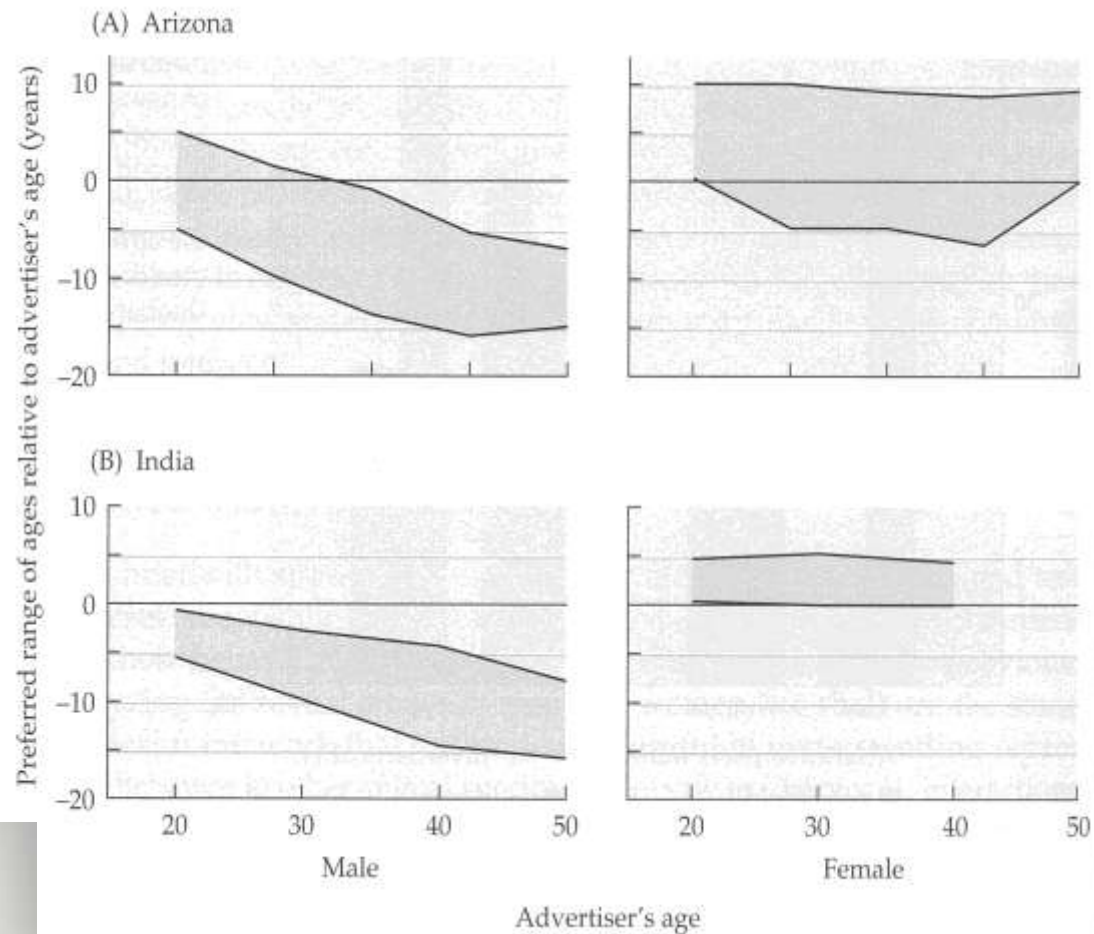 (A) Arizona
Preferred range of ages relative to advertiser's age (years)
10
0
–10
–20
(B) India
10
0
–10
–20
20 30 40 50 20 30 40 50
Male Female
Advertiser's age